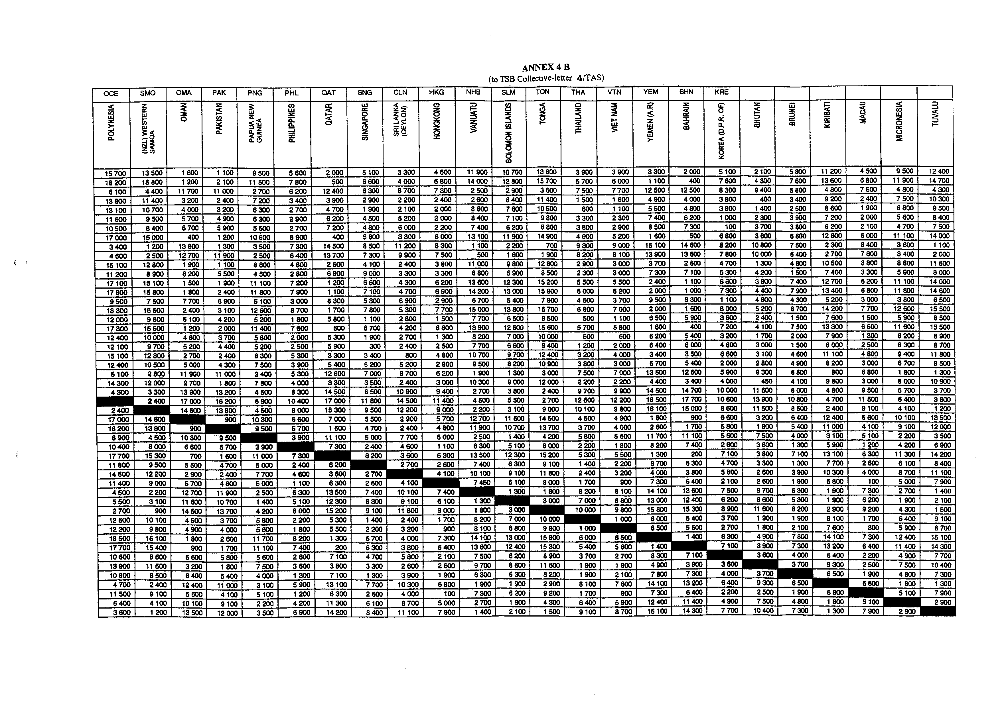 ANNEX 4 B
(to TSB Collective-letter 4/TAS)
OCE SMO OMA PAK PNG PHL QAT SNG CLN HKG NHB SLM TON THA VTN YEM BHN KRE
POLYNESIA (NZL) WESTERN SAMOA OMAN PAKISTAN PAPUA NEW GUINEA PHILIPPINES QATAR SINGAPORE SRI LANKA (CEYLON) HONGKONG VANUATU SOLOMON ISLANDS TONGA THAILAND VIET NAM YEMEN (A.R) BAHRAIN KOREA (D.P.R. OF) BHUTAN BRUNEI KIRIBATI MACAU MICRONESIA TUVALU
15 700 13 500 1 600 1 100 9 500 5 600 2 000 5 100 3 300 4 600 11 900 10 700 13 600 3 900 3 900 3 300 2 000 5 100 2 100 5 800 11 200 4 500 9 500 12 400
18 200 15 800 1 200 2 100 11 500 7 800 500 6 600 4 000 6 800 14 000 12 800 15 700 5 700 6 000 1 100 400 7 600 4 300 7 600 13 600 6 800 11 900 14 700
6 100 4 400 11 700 11 000 2 700 6 200 12 400 6 300 8 700 7 300 2 500 2 900 3 600 7 500 7 700 12 500 12 500 8 300 9 400 5 800 4 800 7 500 4 800 4 300
13 800 11 400 3 200 2 400 7 200 3 400 3 900 2 900 2 200 2 400 2 600 8 400 11 400 1 500 1 600 4 900 4 000 3 800 400 3 400 9 200 2 400 7 500 10 300
13 100 10 700 4 000 3 200 6 300 2 700 4 700 1 900 2 100 2 000 8 800 7 600 10 500 600 1 100 5 500 4 800 3 800 1 400 2 500 8 600 1 900 6 800 9 500
11 600 9 500 5 700 4 900 6 300 2 900 6 200 4 500 5 200 2 000 8 400 7 100 9 800 3 300 2 300 7 400 6 200 1 000 2 800 3 900 7 200 2 000 5 600 8 400
10 500 8 400 6 700 5 900 5 600 2 700 7 200 4 800 6 000 2 200 7 400 6 200 8 800 3 800 2 900 8 500 7 300 100 3 700 3 800 6 200 2 100 4 700 7 500
17 000 15 000 400 1 200 10 600 6 900 400 5 800 3 300 6 000 13 100 11 900 14 900 4 900 5 200 1 600 500 6 800 3 600 6 800 12 800 6 000 11 100 14 000
3 400 1 200 13 800 1 300 3 500 7 300 14 500 8 500 11 200 8 300 1 100 2 200 700 9 300 9 000 15 100 14 600 8 200 10 800 7 500 2 300 8 400 3 600 1 100
4 600 2 500 12 700 11 900 2 500 6 400 13 700 7 300 9 900 7 500 500 1 600 1 900 8 200 8 100 13 900 13 600 7 800 10 000 6 400 2 700 7 600 3 400 2 000
15 100 12 800 1 900 1 100 8 600 4 800 2 600 4 100 2 400 3 800 11 000 9 800 12 800 2 900 3 000 3 700 2 600 4 700 1 300 4 800 10 500 3 800 8 800 11 600
11 200 8 900 6 200 5 500 4 500 2 800 6 900 9 000 3 300 3 300 6 800 5 900 8 500 2 300 3 000 7 300 7 100 5 300 4 200 1 500 7 400 3 300 5 900 8 000
17 100 15 100 1 500 1 900 11 100 7 200 1 200 6 600 4 300 6 200 13 600 12 300 15 200 5 500 5 500 2 400 1 100 6 600 3 800 7 400 12 700 6 200 11 100 14 000
17 800 15 800 1 800 2 400 11 800 7 900 1 100 7 100 4 700 6 900 14 200 13 000 15 900 6 000 6 200 2 000 1 000 7 300 4 400 7 900 13 400 6 800 11 800 14 600
9 500 7 500 7 700 6 900 5 100 3 000 8 300 5 300 6 900 2 900 6 700 5 400 7 900 4 600 3 700 9 500 8 300 1 100 4 800 4 300 5 200 3 000 3 800 6 500
18 300 16 600 2 400 3 100 12 600 8 700 1 700 7 800 5 300 7 700 15 000 13 800 16 700 6 800 7 000 2 000 1 600 8 000 5 200 8 700 14 200 7 700 12 600 15 500
12 000 9 600 5 100 4 200 5 200 1 800 5 800 1 100 2 800 1 500 7 700 6 500 9 500 500 1 100 6 500 5 900 3 600 2 400 1 500 7 600 1 500 5 900 8 500
17 800 15 600 1 200 2 000 11 400 7 600 600 6 700 4 200 6 600 13 900 12 600 15 600 5 700 5 800 1 600 400 7 200 4 100 7 500 13 300 6 600 11 600 15 500
12 400 10 000 4 600 3 700 5 800 2 000 5 300 1 900 2 700 1 300 8 200 7 000 10 000 500 500 6 200 5 400 3 200 1 700 2 000 7 900 1 300 6 200 8 900
12 100 9 700 5 200 4 400 5 200 2 500 5 900 300 2 400 2 500 7 700 6 600 9 400 1 200 2 000 6 400 6 000 4 600 3 000 1 500 8 000 2 500 6 300 8 700
15 100 12 800 2 700 2 400 8 300 5 300 3 300 3 400 800 4 800 10 700 9 700 12 400 3 200 4 000 3 400 3 500 6 600 3 100 4 600 11 100 4 800 9 400 11 800
12 400 10 500 5 000 4 300 7 500 3 900 5 400 5 200 5 200 2 900 9 500 8 200 10 900 3 800 3 000 6 700 5 400 2 000 2 800 4 900 8 200 3 000 6 700 9 500
5 100 2 800 11 900 11 000 2 400 5 300 12 600 7 000 9 700 6 200 1 900 1 300 3 000 7 500 7 000 13 500 12 600 5 900 9 300 6 500 800 6 800 1 800 1 300
14 300 12 000 2 700 1 800 7 800 4 000 3 300 3 500 2 400 3 000 10 300 9 000 12 000 2 200 2 200 4 400 3 400 4 000 450 4 100 9 800 3 000 8 000 10 900
4 300 3 300 13 900 13 200 4 500 8 300 14 500 8 500 10 900 9 400 2 700 3 800 2 400 9 700 9 900 14 500 14 700 10 000 11 600 8 000 4 800 9 500 5 700 3 700
2 400 17 000 16 200 6 900 10 400 17 000 11 800 14 500 11 400 4 500 5 500 2 700 12 600 12 200 18 500 17 700 10 600 13 900 10 800 4 700 11 500 6 400 3 600
2 400 14 600 13 800 4 500 8 000 15 300 9 500 12 200 9 000 2 200 3 100 9 000 10 100 9 800 16 100 15 000 8 600 11 500 8 500 2 400 9 100 4 100 1 200
17 000 14 800 900 10 300 6 600 7 000 5 500 2 900 5 700 12 700 11 600 14 500 4 500 4 900 1 800 900 6 600 3 200 6 400 12 400 5 600 10 100 13 500
16 200 13 800 900 9 500 5 700 1 600 4 700 2 400 4 800 11 900 10 700 13 700 3 700 4 000 2 600 1 700 5 800 1 800 5 400 11 000 4 100 9 100 12 000
6 900 4 500 10 300 9 500 3 900 11 100 5 000 7 700 5 000 2 500 1 400 4 200 5 800 5 600 11 700 11 100 5 600 7 500 4 000 3 100 5 100 2 200 3 500
10 400 8 000 6 600 5 700 3 900 7 300 2 400 4 600 1 100 6 300 5 100 8 000 2 200 1 800 8 200 7 400 2 600 3 600 1 300 5 900 1 200 4 200 6 900
17 700 15 300 700 1 600 11 000 7 300 6 200 3 600 6 300 13 500 12 300 15 200 5 300 5 500 1 300 200 7 100 3 800 7 100 13 100 6 300 11 300 14 200
11 800 9 500 5 500 4 700 5 000 2 400 6 200 2 700 2 600 7 400 6 300 9 100 1 400 2 200 6 700 6 300 4 700 3 300 1 300 7 700 2 600 6 100 8 400
14 500 12 200 2 900 2 400 7 700 4 600 3 600 2 700 4 100 10 100 9 100 11 800 2 400 3 200 4 000 3 800 5 800 2 600 3 900 10 300 4 000 8 700 11 100
11 400 9 000 5 700 4 800 5 000 1 100 6 300 2 600 4 100 7 450 6 100 9 000 1 700 900 7 300 6 400 2 100 2 600 1 900 6 800 100 5 000 7 900
4 500 2 200 12 700 11 900 2 500 6 300 13 500 7 400 10 100 7 400 1 300 1 800 8 200 8 100 14 100 13 600 7 500 9 700 6 300 1 900 7 300 2 700 1 400
5 500 3 100 11 600 10 700 1 400 5 100 12 300 6 300 9 100 6 100 1 300 3 000 7 000 6 800 13 000 12 400 6 200 8 600 5 300 1 900 6 200 1 900 2 100
2 700 900 14 500 13 700 4 200 8 000 15 200 9 100 11 800 9 000 1 800 3 000 10 000 9 800 15 800 15 300 8 900 11 600 8 200 2 900 9 200 4 300 1 500
12 600 10 100 4 500 3 700 5 800 2 200 5 300 1 400 2 400 1 700 8 200 7 000 10 000 1 000 6 000 5 400 3 700 1 900 1 900 8 100 1 700 6 400 9 100
12 200 9 800 4 900 4 000 5 600 1 800 5 500 2 200 3 200 900 8 100 6 800 9 800 1 000 6 500 5 600 2 700 1 800 2 100 7 600 800 5 900 8 700
18 500 16 100 1 800 2 600 11 700 8 200 1 300 6 700 4 000 7 300 14 100 13 000 15 800 6 000 6 500 1 400 8 300 4 900 7 800 14 100 7 300 12 400 15 100
17 700 15 400 900 1 700 11 100 7 400 200 6 300 3 800 6 400 13 600 12 400 15 300 5 400 5 600 1 400 7 100 3 900 7 300 13 200 6 400 11 400 14 300
10 600 8 600 6 600 5 800 5 600 2 600 7 100 4 700 5 800 2 100 7 500 6 200 8 900 3 700 2 700 8 300 7 100 3 600 4 000 6 400 2 200 4 900 7 700
13 900 11 500 3 200 1 800 7 500 3 600 3 800 3 300 2 600 2 600 9 700 8 600 11 600 1 900 1 800 4 900 3 900 3 600 3 700 9 300 2 500 7 500 10 400
10 800 8 500 6 400 5 400 4 000 1 300 7 100 1 300 3 900 1 900 6 300 5 300 8 200 1 900 2 100 7 800 7 300 4 000 3 700 6 500 1 900 4 800 7 300
4 700 2 400 12 400 11 000 3 100 5 900 13 100 7 700 10 300 6 800 1 900 1 900 2 900 8 100 7 600 14 100 13 200 6 400 9 300 6 500 6 800 1 800 1 300
11 500 9 100 5 600 4 100 5 100 1 200 6 300 2 600 4 000 100 7 300 6 200 9 200 1 700 800 7 300 6 400 2 200 2 500 1 900 6 800 5 100 7 900
6 400 4 100 10 100 9 100 2 200 4 200 11 300 6 100 8 700 5 000 2 700 1 900 4 300 6 400 5 900 12 400 11 400 4 900 7 500 4 800 1 800 5 100 2 900
3 600 1 200 13 500 12 000 3 500 6 900 14 200 8 400 11 100 7 900 1 400 2 100 1 500 9 100 8 700 15 100 14 300 7 700 10 400 7 300 1 300 7 900 2 900